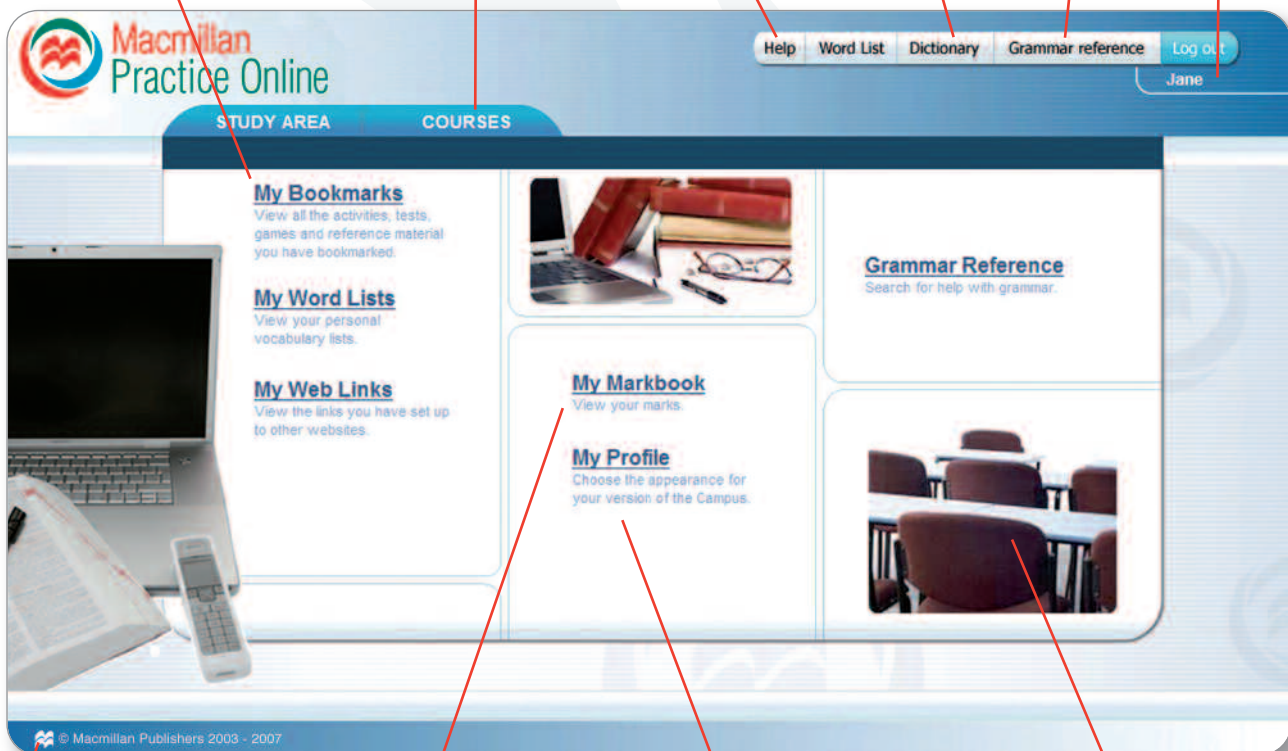 Macmillan
Practice Online
Help Word List Dictionary Grammar reference Log out
Jane
STUDY AREA COURSES
My Bookmarks
View all the activities, tests,
games and reference material
you have bookmarked.
My Word Lists
View your personal
vocabulary lists.
My Web Links
View the links you have set up
to other websites.
My Markbook
View your marks.
My Profile
Choose the appearance for
your version of the Campus.
Grammar Reference
Search for help with grammar.
© Macmillan Publishers 2003 - 2007